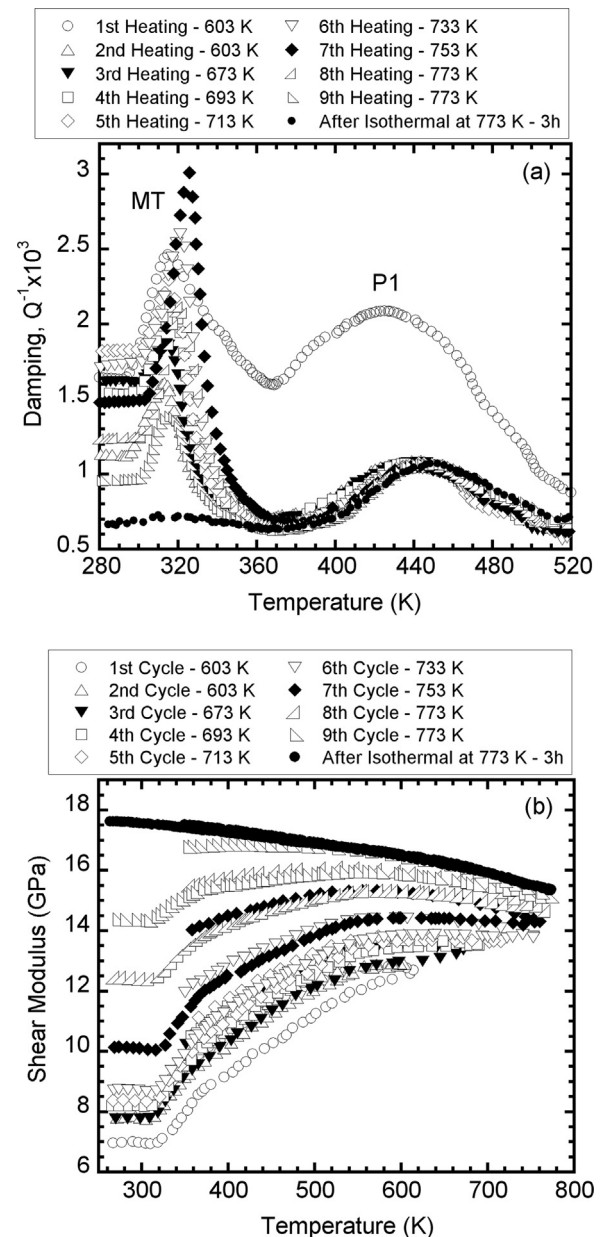 1st Heating - 603 K
2nd Heating - 603 K
3rd Heating - 673 K
4th Heating - 693 K
5th Heating - 713 K
6th Heating - 733 K
7th Heating - 753 K
8th Heating - 773 K
9th Heating - 773 K
After Isothermal at 773 K - 3h
(a)
MT
P1
Damping, Q⁻¹x10³
3
2.5
2
1.5
1
0.5
280 320 360 400 440 480 520
Temperature (K)
1st Cycle - 603 K
2nd Cycle - 603 K
3rd Cycle - 673 K
4th Cycle - 693 K
5th Cycle - 713 K
6th Cycle - 733 K
7th Cycle - 753 K
8th Cycle - 773 K
9th Cycle - 773 K
After Isothermal at 773 K - 3h
(b)
Shear Modulus (GPa)
18
16
14
12
10
8
6
300 400 500 600 700 800
Temperature (K)